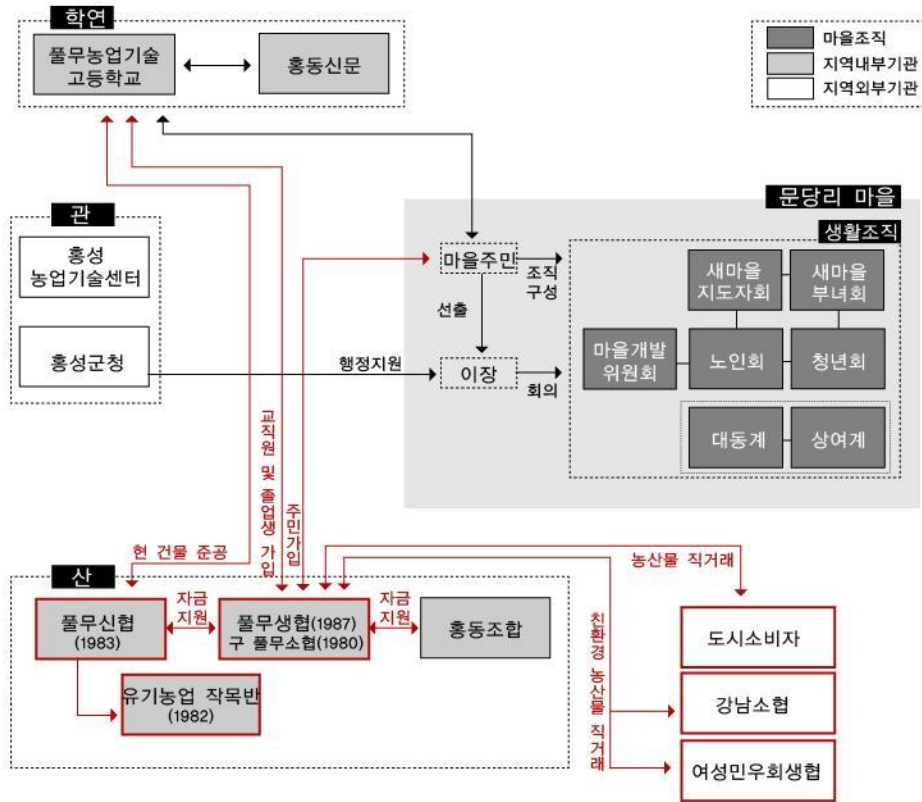 학연
풀무농업기술
고등학교
홍동신문
마을조직
지역내부기관
지역외부기관
관
홍성
농업기술센터
홍성군청
행정지원
문당리 마을
생활조직
마을주민
조직
구성
선출
이장
회의
새마을
지도자회
새마을
부녀회
마을개발
위원회
노인회
청년회
대동계
상여계
교직원 및 졸업생 가입
주민가입
현 건물 준공
산
풀무신협
(1983)
자금
지원
풀무생협(1987)
구 풀무소협(1980)
자금
지원
홍동조합
유기농업 작목반
(1982)
농산물 직거래
친환경 농산물 직거래
도시소비자
강남소협
여성민우회생협